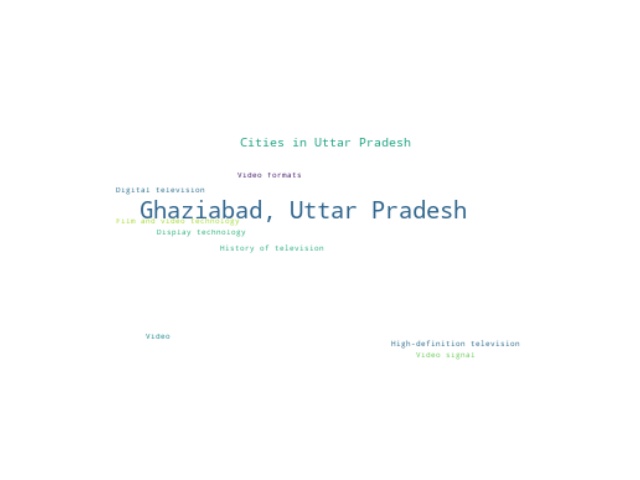 Cities in Uttar Pradesh
Video formats
Digital television
Ghaziabad, Uttar Pradesh
Film and video technology
Display technology
History of television
Video
High-definition television
Video signal